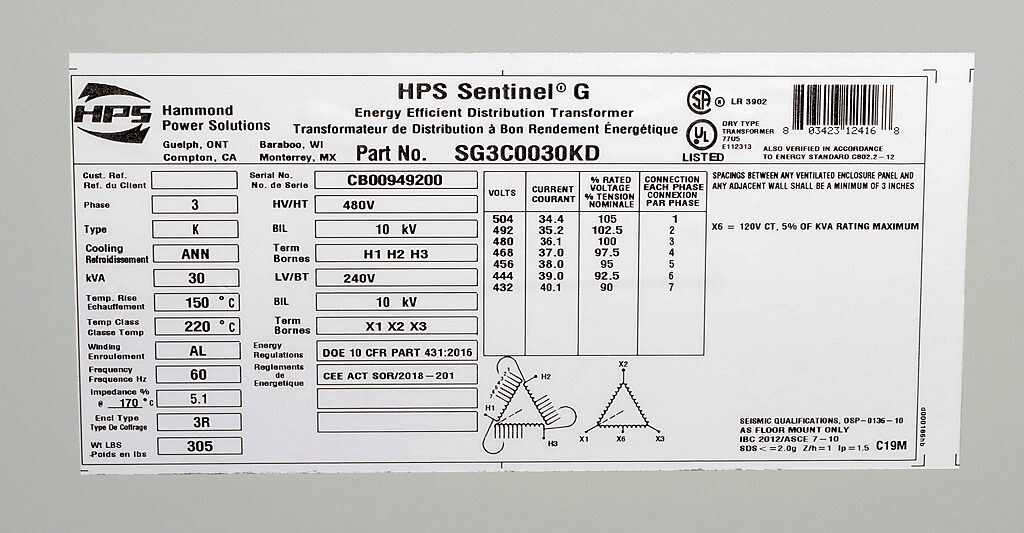 HPS
Hammond
Power Solutions
Guelph, ONT Baraboo, WI
Compton, CA Monterrey, MX
HPS Sentinel® G
Energy Efficient Distribution Transformer
Transformateur de Distribution à Bon Rendement Énergétique
Part No. SG3C0030KD
SA ® LR 3902
UL DRY TYPE
TRANSFORMER
77U5
E112313
LISTED
8 03423 12416 8
ALSO VERIFIED IN ACCORDANCE
TO ENERGY STANDARD C802.2-12
Cust. Ref.
Ref. du Client
Phase 3
Type K
Cooling
Refroidissement ANN
kVA 30
Temp. Rise
Echauffement 150 °C
Temp Class
Classe Temp 220 °C
Winding
Enroulement AL
Frequency
Frequence Hz 60
Impedance %
@ 170 °C 5.1
Encl Type
Type De Coffrage 3R
Wt LBS
Poids en lbs 305
Serial No.
No. de Serie CB00949200
HV/HT 480V
BIL 10 kV
Term
Bornes H1 H2 H3
LV/BT 240V
BIL 10 kV
Term
Bornes X1 X2 X3
Energy
Regulations DOE 10 CFR PART 431:2016
Reglements
de
Energetique CEE ACT SOR/2018-201
VOLTS CURRENT COURANT % RATED VOLTAGE % TENSION NOMINALE CONNECTION EACH PHASE CONNEXION PAR PHASE
504 34.4 105 1
492 35.2 102.5 2
480 36.1 100 3
468 37.0 97.5 4
456 38.0 95 5
444 39.0 92.5 6
432 40.1 90 7
H2
H1
H3
X2
X1 X6 X3
SPACINGS BETWEEN ANY VENTILATED ENCLOSURE PANEL AND
ANY ADJACENT WALL SHALL BE A MINIMUM OF 3 INCHES
X6 = 120V CT, 5% OF KVA RATING MAXIMUM
SEISMIC QUALIFICATIONS, OSP-0136-10
AS FLOOR MOUNT ONLY
IBC 2012/ASCE 7-10
SDS <=2.0g Z/h=1 Ip=1.5 C19M